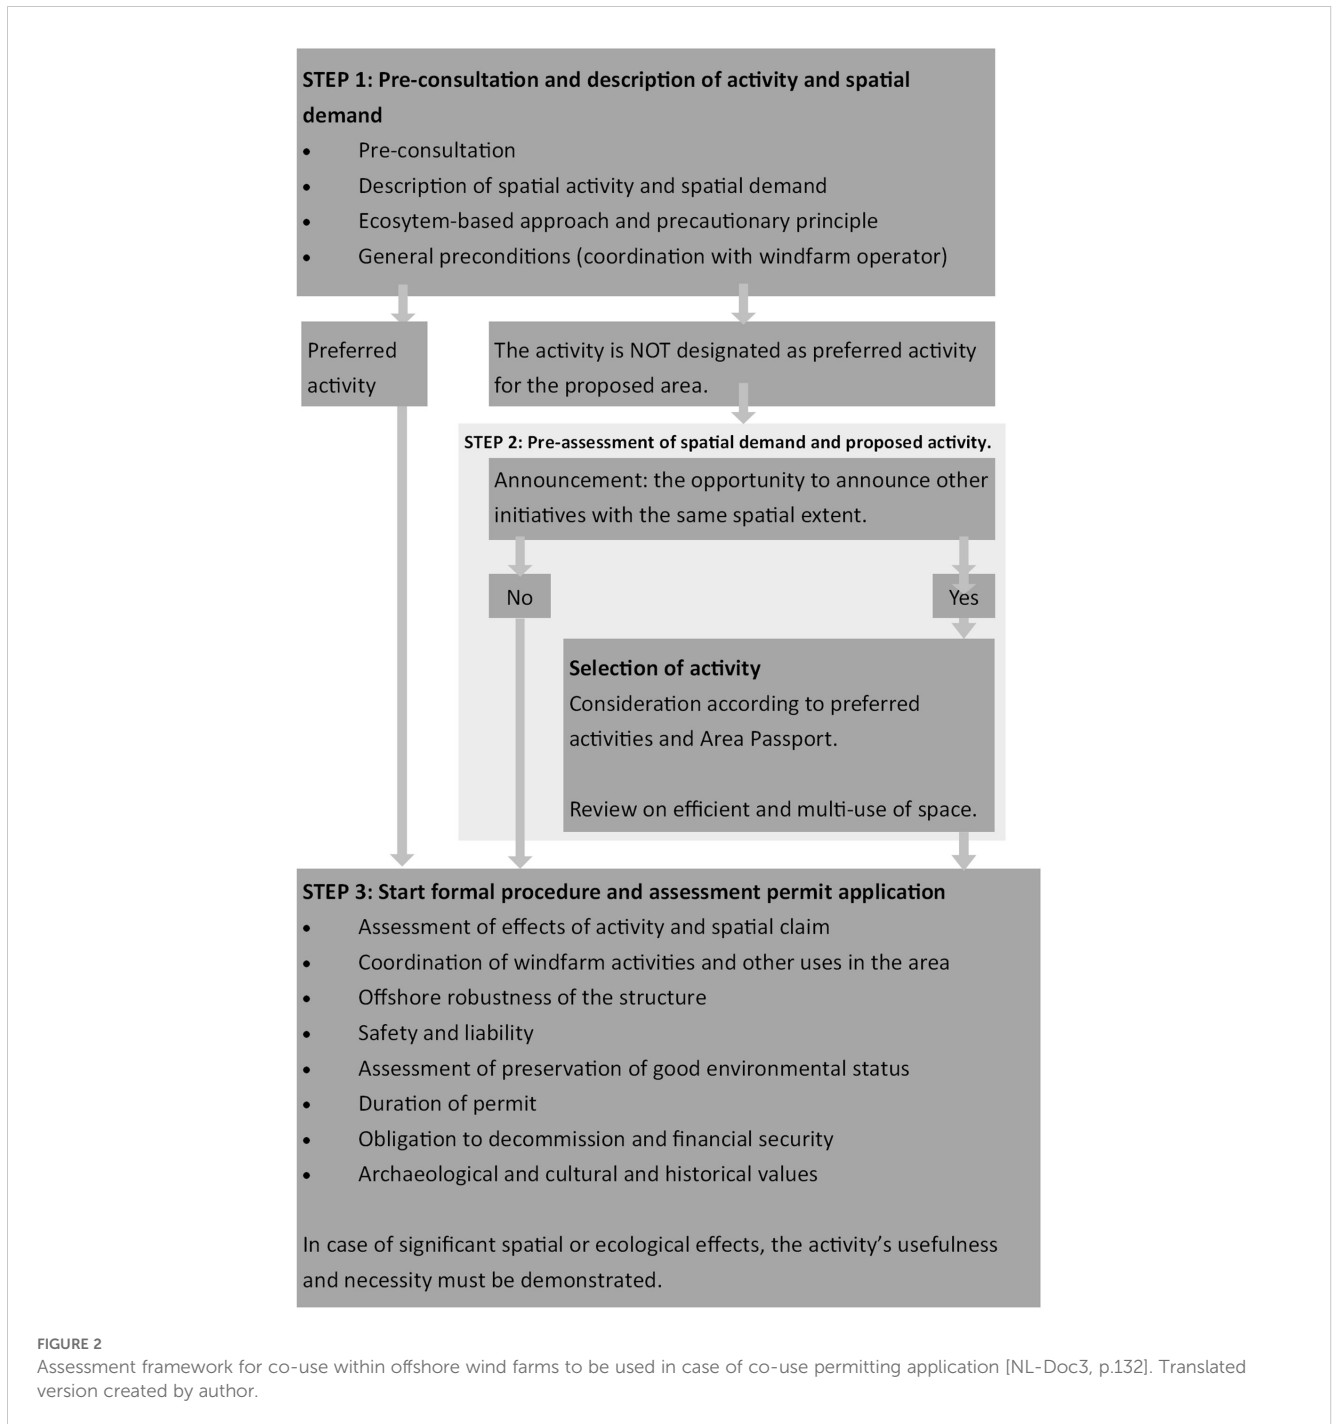 STEP 1: Pre-consultation and description of activity and spatial
demand
• Pre-consultation
• Description of spatial activity and spatial demand
• Ecosytem-based approach and precautionary principle
• General preconditions (coordination with windfarm operator)
Preferred
activity
The activity is NOT designated as preferred activity
for the proposed area.
STEP 2: Pre-assessment of spatial demand and proposed activity.
Announcement: the opportunity to announce other
initiatives with the same spatial extent.
No
Yes
Selection of activity
Consideration according to preferred
activities and Area Passport.
Review on efficient and multi-use of space.
STEP 3: Start formal procedure and assessment permit application
• Assessment of effects of activity and spatial claim
• Coordination of windfarm activities and other uses in the area
• Offshore robustness of the structure
• Safety and liability
• Assessment of preservation of good environmental status
• Duration of permit
• Obligation to decommission and financial security
• Archaeological and cultural and historical values
In case of significant spatial or ecological effects, the activity’s usefulness
and necessity must be demonstrated.
FIGURE 2
Assessment framework for co-use within offshore wind farms to be used in case of co-use permitting application [NL-Doc3, p.132]. Translated
version created by author.